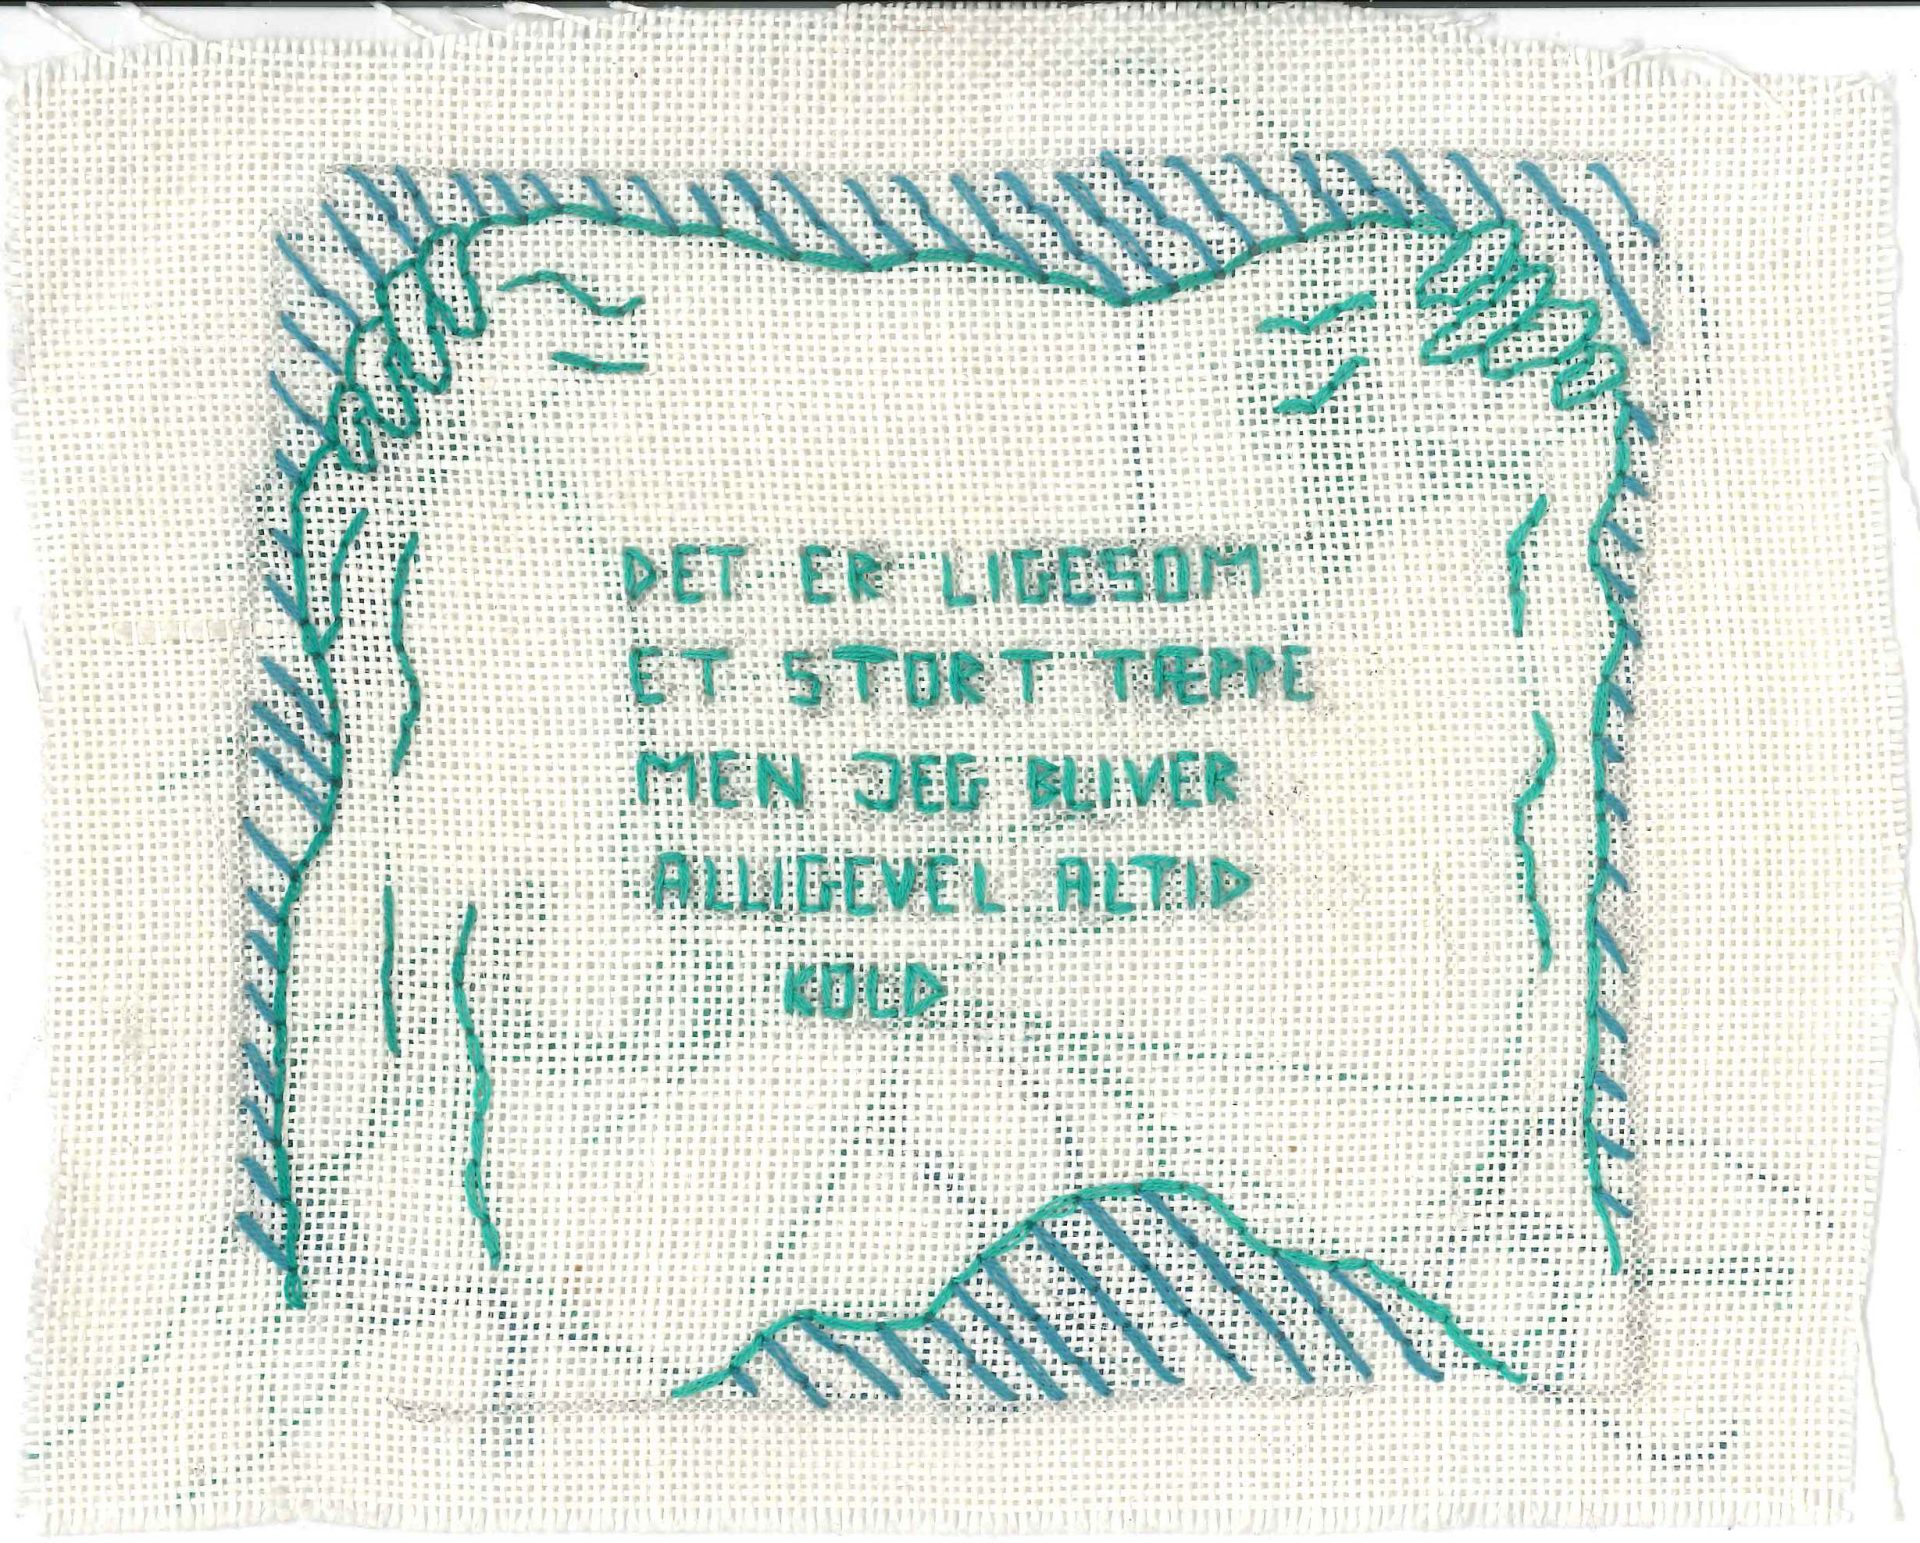 DET ER LIGESOM
ET STORT TÆPPE
MEN JEG BLIVER
ALLIGEVEL ALTID
KOLD